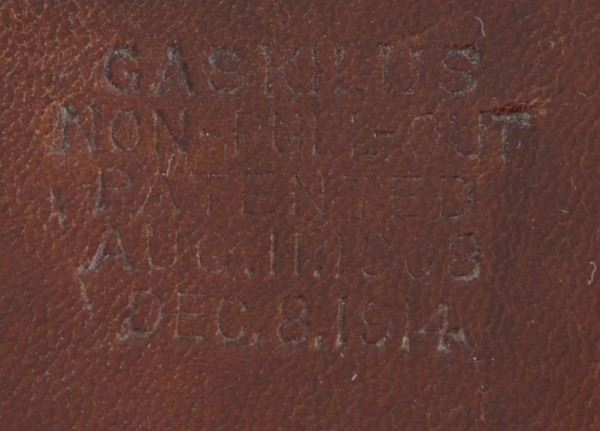 GASKILL'S
NON-PULL-OUT
PATENTED
AUG. 11. 1908
DEC. 8. 1914